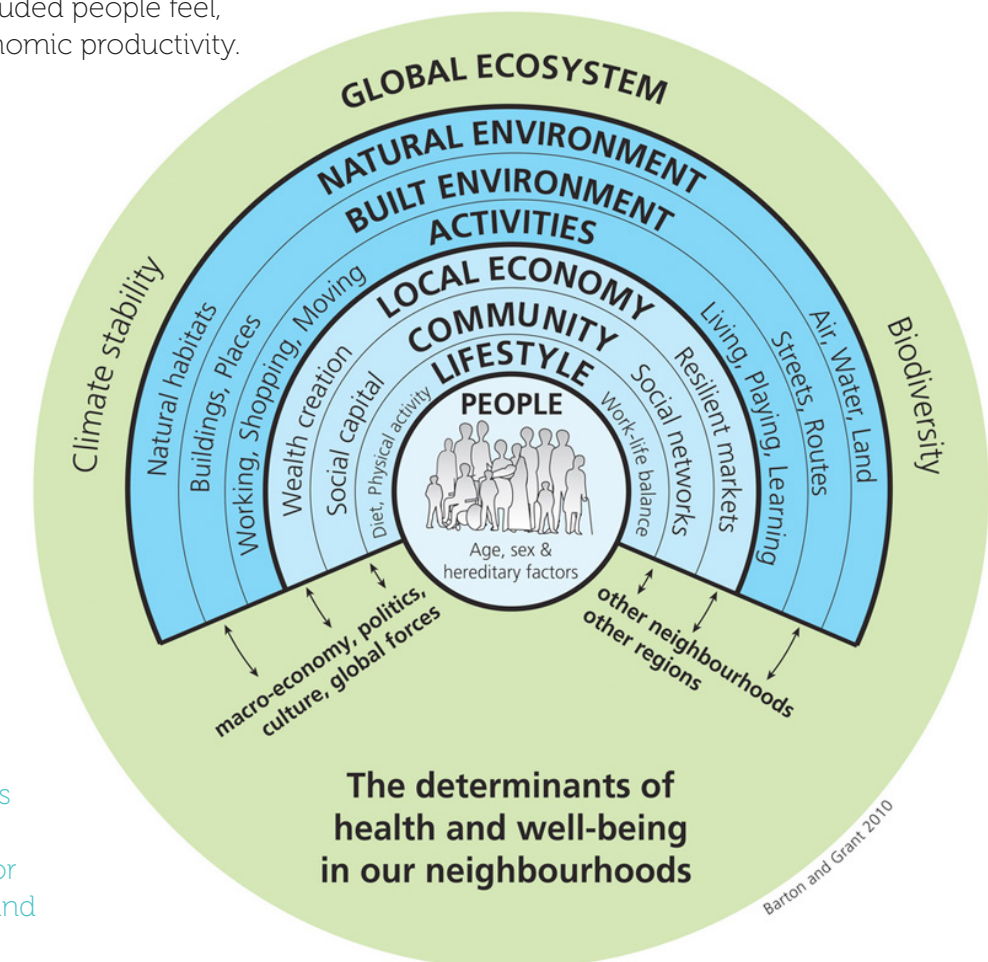 uded people feel,
nomic productivity.
GLOBAL ECOSYSTEM
NATURAL ENVIRONMENT
BUILT ENVIRONMENT
ACTIVITIES
LOCAL ECONOMY
COMMUNITY
LIFESTYLE
PEOPLE
Age, sex &
hereditary factors
Climate stability
Natural habitats
Buildings, Places
Working, Shopping, Moving
Wealth creation
Social capital
Diet, Physical activity
Work-life balance
Social networks
Resilient markets
Living, Playing, Learning
Streets, Routes
Air, Water, Land
Biodiversity
macro-economy, politics,
culture, global forces
other neighbourhoods
other regions
The determinants of
health and well-being
in our neighbourhoods
Barton and Grant 2010
s
or
and